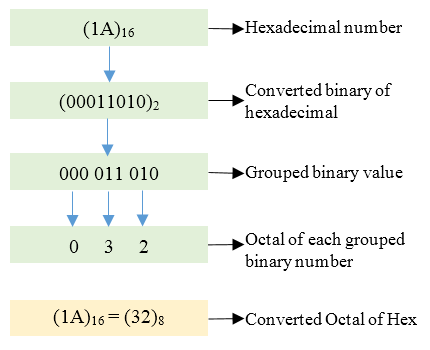 (1A)₁₆ Hexadecimal number
(00011010)₂ Converted binary of
hexadecimal
000 011 010 Grouped binary value
0 3 2 Octal of each grouped
binary number
(1A)₁₆ = (32)₈ Converted Octal of Hex